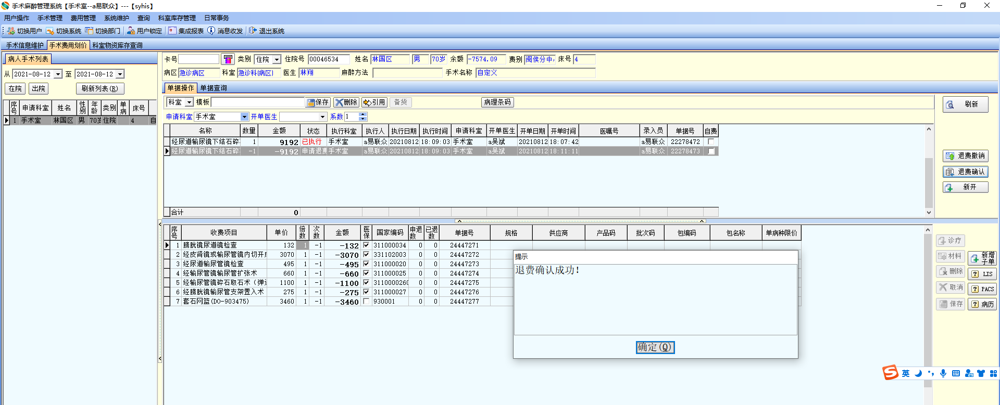 手术麻醉管理系统【手术室--a易联众】---【syhis】
用户操作 手术管理 费用管理 系统维护 查询 科室库存管理 日常事务
切换用户 切换系统 切换部门 用户锁定 集成报表 消息收发 退出系统
手术信息维护 手术费用划价 科室物资库存查询
病人手术列表
从 2021-08-12 至 2021-08-12
在院 出院 刷新列表(R)
序号 申请科室 姓名 性别 年龄 类别 单病 床号
1 手术室 林国区 男 70岁 住院 4 自
卡号 类别 住院 住院号 00046534 姓名 林国区 男 70岁 余额 -7574.09 费别 闽侯分中 床号 4
病区 急诊病区 科室 急诊科(病区) 医生 林翔 麻醉方法 手术名称 自定义
单据操作 单据查询
科室 模板 保存 删除 引用 备货 病理条码
申请科室 手术室 开单医生 系数 1
名称 数量 金额 状态 执行科室 执行人 执行日期 执行时间 申请科室 开单医生 开单日期 开单时间 医嘱号 录入员 单据号 自费
经尿道输尿镜下结石碎 1 9192 已执行 手术室 a易联众 20210812 18:09:03 手术室 a吴斌 20210812 18:07:42 a易联众 22278472
经尿道输尿镜下结石碎 -1 -9192 申请退费 手术室 a易联众 20210812 18:09:03 手术室 a吴斌 20210812 18:11:11 a易联众 22278473
合计 0
刷新
退费撤销
退费确认
新开
序号 收费项目 单价 倍数 次数 金额 医保 国家编码 申退数 已退数 单据号 规格 供应商 产品码 批次码 包编码 包名称 单病种限价
1 膀胱镜尿道镜检查 132 1 -1 -132 311000034 0 0 24447271
2 经皮肾镜或输尿管镜内切开 3070 1 -1 -3070 331102003 0 0 24447272
3 经尿道输尿管镜检查 495 1 -1 -495 311000020 0 0 24447273
4 经输尿管镜输尿管扩张术 660 1 -1 -660 311000025 0 0 24447274
5 经输尿管镜碎石取石术（弹道 1100 1 -1 -1100 311000026 0 0 24447275
6 经膀胱镜输尿管支架置入术 275 1 -1 -275 311000027 0 0 24447276
7 套石网篮(DO-903475) 3460 1 -1 -3460 930001 0 0 24447277
提示
退费确认成功!
确定(Q)
诊疗
材料 新增子单
删除 LIS
取消 PACS
保存 病历
英